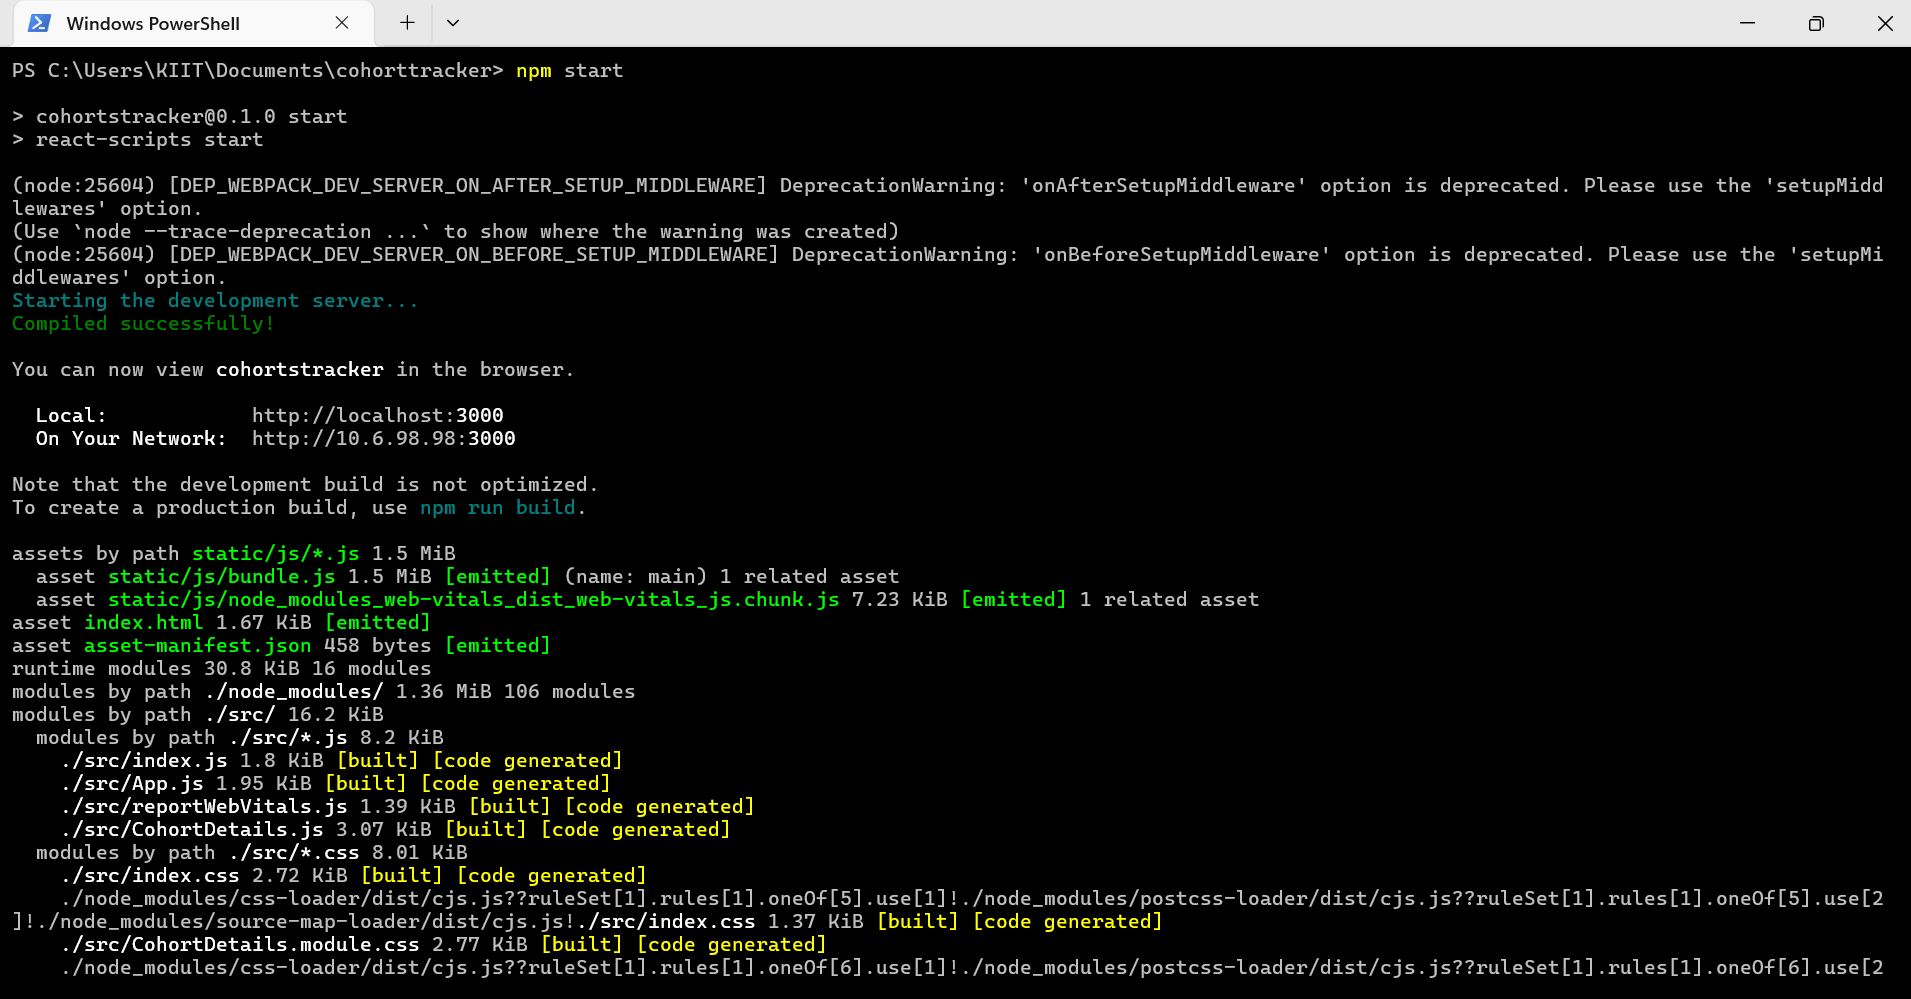 Windows PowerShell
PS C:\Users\KIIT\Documents\cohorttracker> npm start
> cohortstracker@0.1.0 start
> react-scripts start
(node:25604) [DEP_WEBPACK_DEV_SERVER_ON_AFTER_SETUP_MIDDLEWARE] DeprecationWarning: 'onAfterSetupMiddleware' option is deprecated. Please use the 'setupMidd
lewares' option.
(Use `node --trace-deprecation ...` to show where the warning was created)
(node:25604) [DEP_WEBPACK_DEV_SERVER_ON_BEFORE_SETUP_MIDDLEWARE] DeprecationWarning: 'onBeforeSetupMiddleware' option is deprecated. Please use the 'setupMi
ddlewares' option.
Starting the development server...
Compiled successfully!
You can now view cohortstracker in the browser.
Local: http://localhost:3000
On Your Network: http://10.6.98.98:3000
Note that the development build is not optimized.
To create a production build, use npm run build.
assets by path static/js/*.js 1.5 MiB
asset static/js/bundle.js 1.5 MiB [emitted] (name: main) 1 related asset
asset static/js/node_modules_web-vitals_dist_web-vitals_js.chunk.js 7.23 KiB [emitted] 1 related asset
asset index.html 1.67 KiB [emitted]
asset asset-manifest.json 458 bytes [emitted]
runtime modules 30.8 KiB 16 modules
modules by path ./node_modules/ 1.36 MiB 106 modules
modules by path ./src/ 16.2 KiB
modules by path ./src/*.js 8.2 KiB
./src/index.js 1.8 KiB [built] [code generated]
./src/App.js 1.95 KiB [built] [code generated]
./src/reportWebVitals.js 1.39 KiB [built] [code generated]
./src/CohortDetails.js 3.07 KiB [built] [code generated]
modules by path ./src/*.css 8.01 KiB
./src/index.css 2.72 KiB [built] [code generated]
./node_modules/css-loader/dist/cjs.js??ruleSet[1].rules[1].oneOf[5].use[1]!./node_modules/postcss-loader/dist/cjs.js??ruleSet[1].rules[1].oneOf[5].use[2
]!./node_modules/source-map-loader/dist/cjs.js!./src/index.css 1.37 KiB [built] [code generated]
./src/CohortDetails.module.css 2.77 KiB [built] [code generated]
./node_modules/css-loader/dist/cjs.js??ruleSet[1].rules[1].oneOf[6].use[1]!./node_modules/postcss-loader/dist/cjs.js??ruleSet[1].rules[1].oneOf[6].use[2